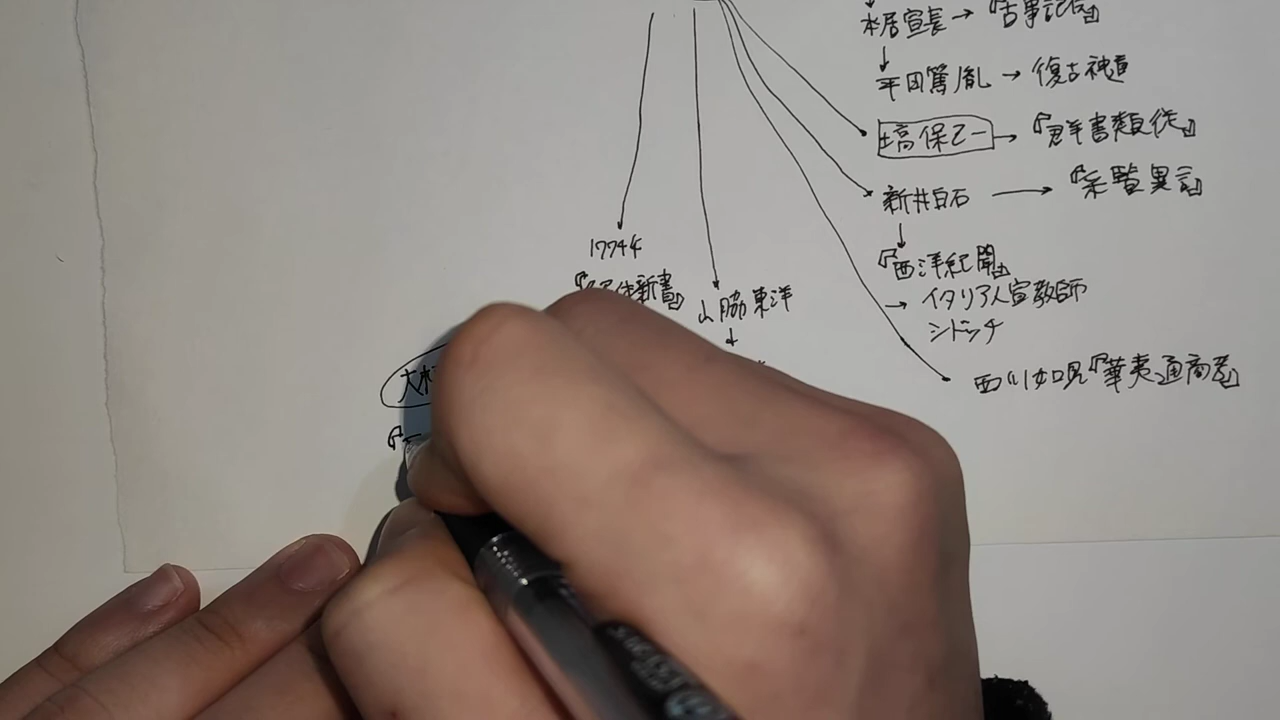 本居宣長→『古事記伝』
平田篤胤→復古神道
塙保己一→『群書類従』
新井白石→『采覧異言』
『西洋紀聞』
→イタリア人宣教師
シドッチ
西川如見『華夷通商考』
1774年
新書』
山脇東洋
大